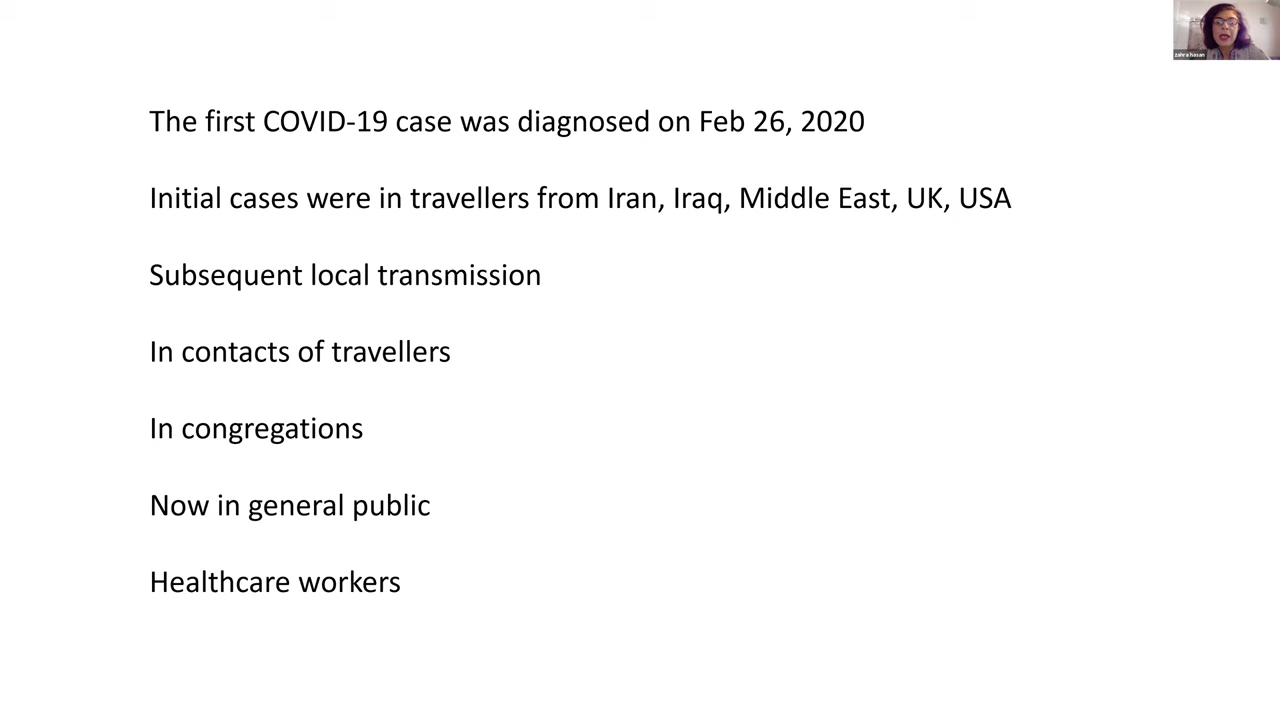 zahra hasan
The first COVID-19 case was diagnosed on Feb 26, 2020
Initial cases were in travellers from Iran, Iraq, Middle East, UK, USA
Subsequent local transmission
In contacts of travellers
In congregations
Now in general public
Healthcare workers